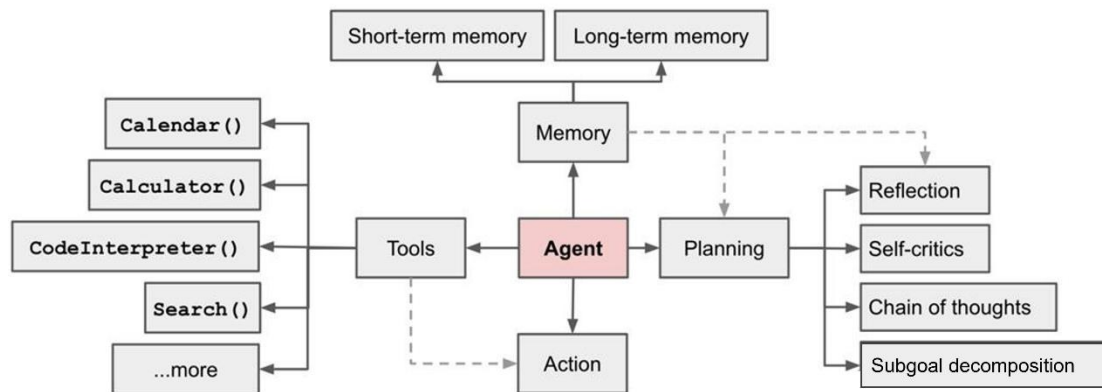 Short-term memory
Long-term memory
Calendar()
Memory
Calculator()
Reflection
CodeInterpreter()
Tools
Agent
Planning
Self-critics
Search()
Chain of thoughts
...more
Action
Subgoal decomposition